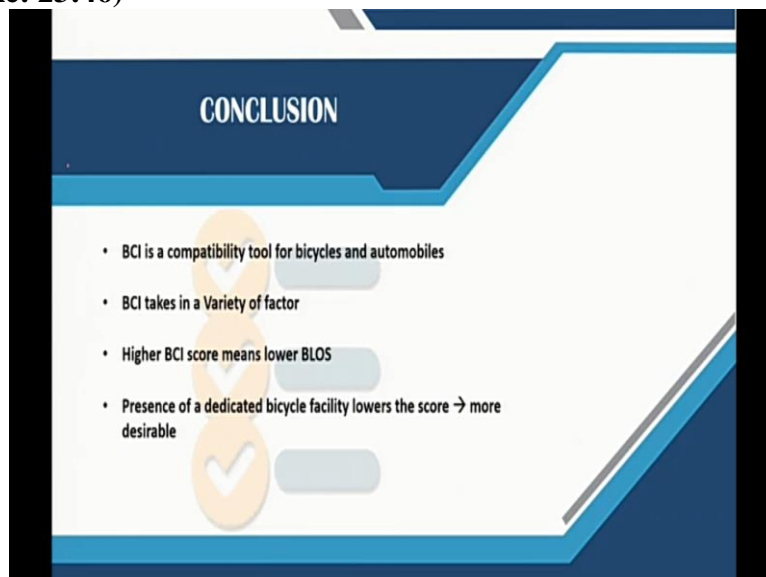 CONCLUSION
• BCI is a compatibility tool for bicycles and automobiles
• BCI takes in a Variety of factor
• Higher BCI score means lower BLOS
• Presence of a dedicated bicycle facility lowers the score → more
desirable